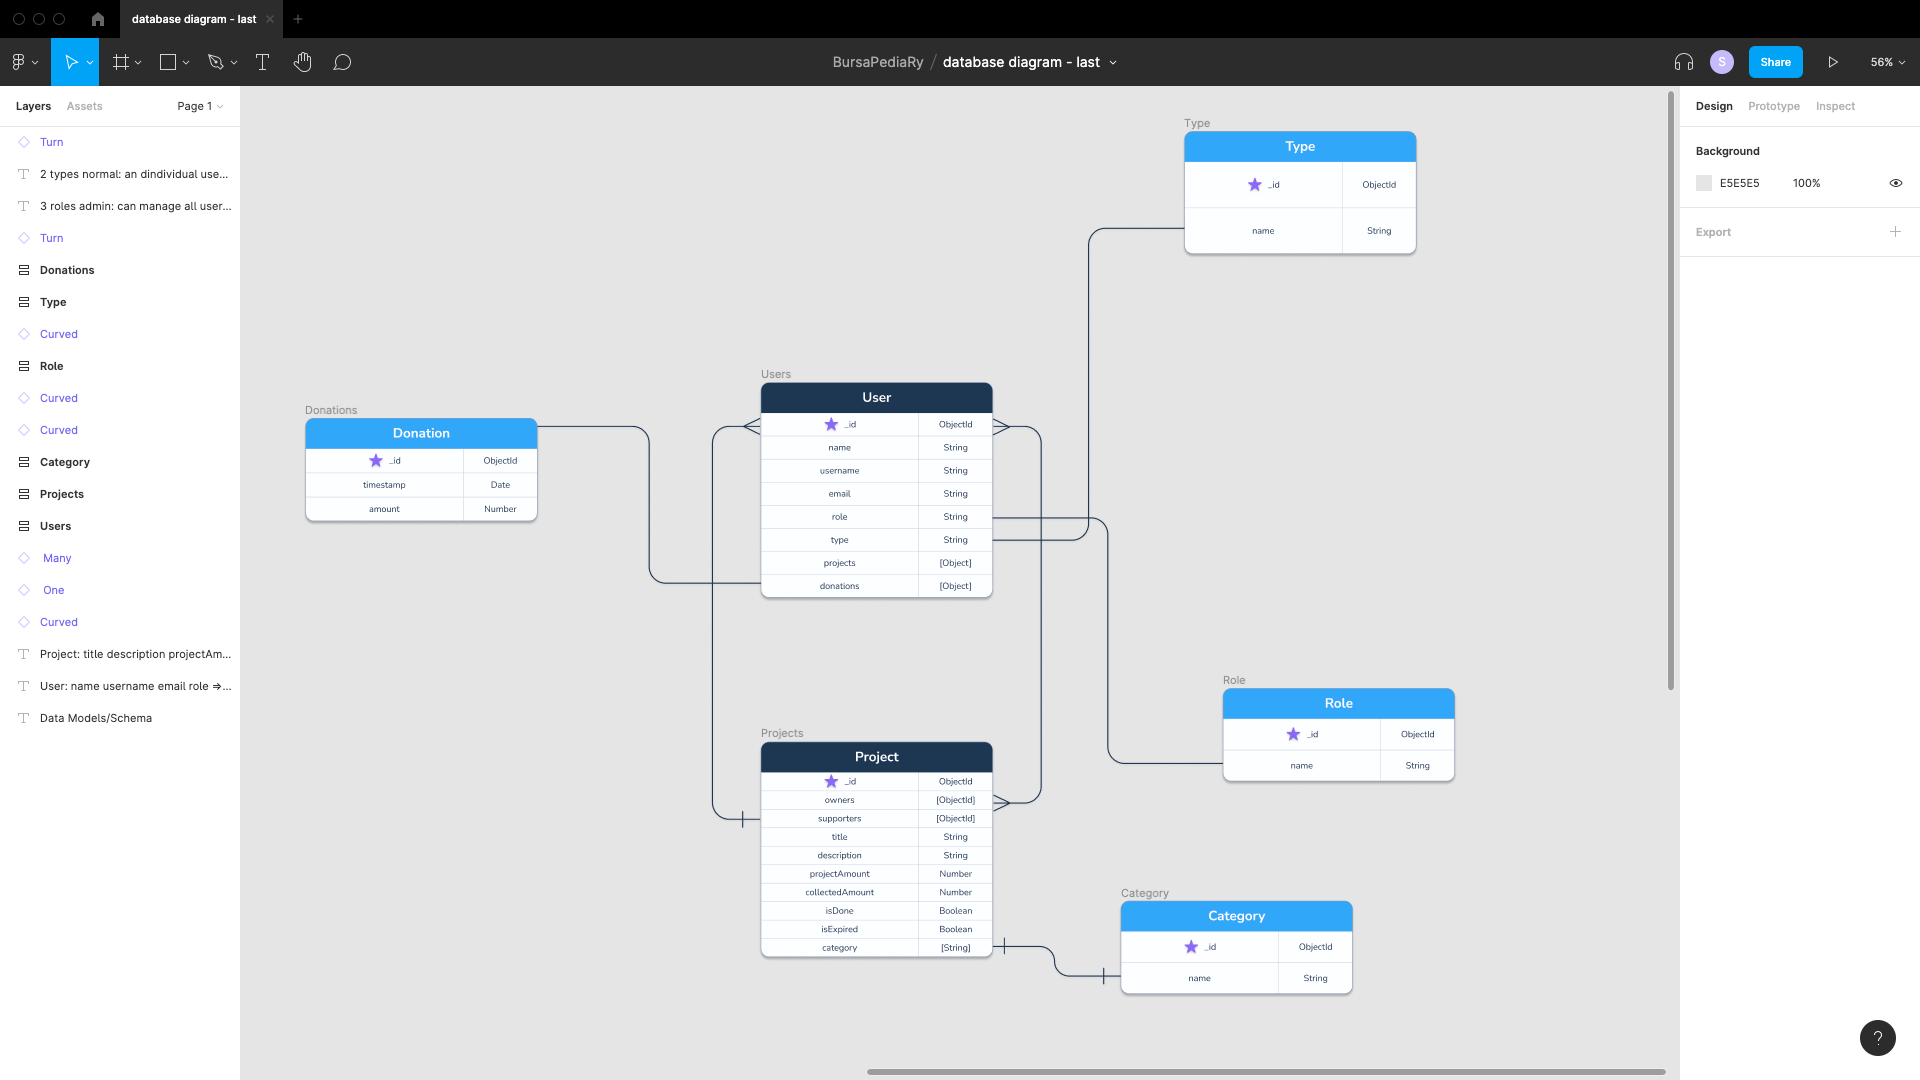 database diagram - last
BursaPediaRy / database diagram - last
S
Share
56%
Layers
Assets
Page 1
Turn
2 types normal: an dindividual use...
3 roles admin: can manage all user...
Turn
Donations
Type
Curved
Role
Curved
Curved
Category
Projects
Users
Many
One
Curved
Project: title description projectAm...
User: name username email role =>...
Data Models/Schema
Donations
Donation
_id ObjectId
timestamp Date
amount Number
Users
User
_id ObjectId
name String
username String
email String
role String
type String
projects [Object]
donations [Object]
Type
Type
_id ObjectId
name String
Role
Role
_id ObjectId
name String
Projects
Project
_id ObjectId
owners [ObjectId]
supporters [ObjectId]
title String
description String
projectAmount Number
collectedAmount Number
isDone Boolean
isExpired Boolean
category [String]
Category
Category
_id ObjectId
name String
Design
Prototype
Inspect
Background
E5E5E5 100%
Export
?